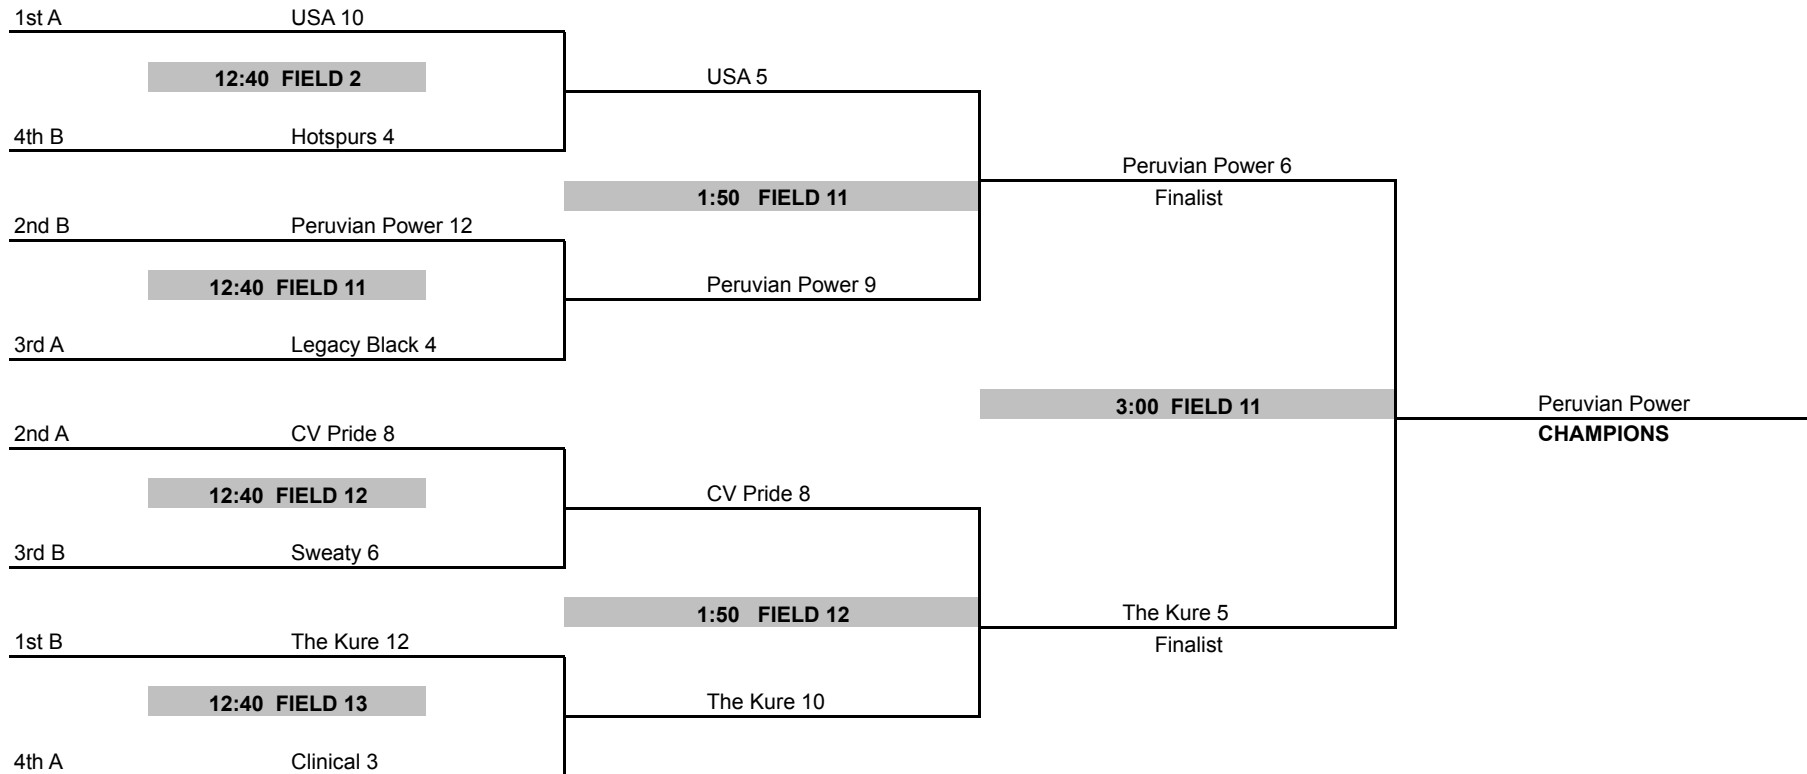 1st A USA 10
12:40 FIELD 2
USA 5
4th B Hotspurs 4
Peruvian Power 6
1:50 FIELD 11
Finalist
2nd B Peruvian Power 12
12:40 FIELD 11
Peruvian Power 9
3rd A Legacy Black 4
3:00 FIELD 11
Peruvian Power
CHAMPIONS
2nd A CV Pride 8
12:40 FIELD 12
CV Pride 8
3rd B Sweaty 6
1:50 FIELD 12
The Kure 5
Finalist
1st B The Kure 12
12:40 FIELD 13
The Kure 10
4th A Clinical 3